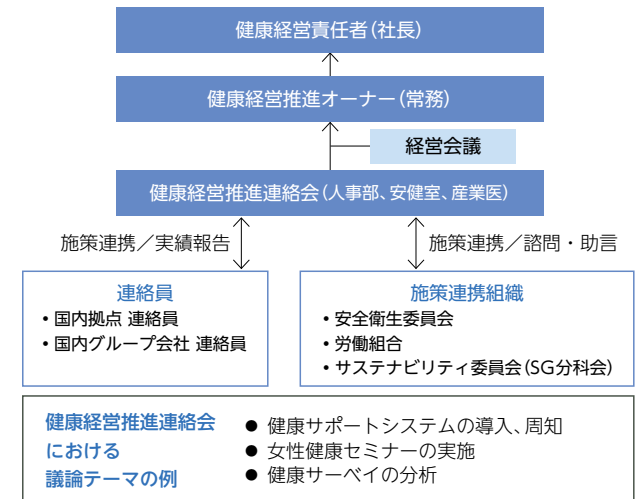 健康経営責任者(社長)
健康経営推進オーナー(常務)
経営会議
健康経営推進連絡会(人事部、安健室、産業医)
施策連携/実績報告
施策連携/諮問・助言
連絡員
・国内拠点 連絡員
・国内グループ会社 連絡員
施策連携組織
・安全衛生委員会
・労働組合
・サステナビリティ委員会(SG分科会)
健康経営推進連絡会
における
議論テーマの例
● 健康サポートシステムの導入、周知
● 女性健康セミナーの実施
● 健康サーベイの分析